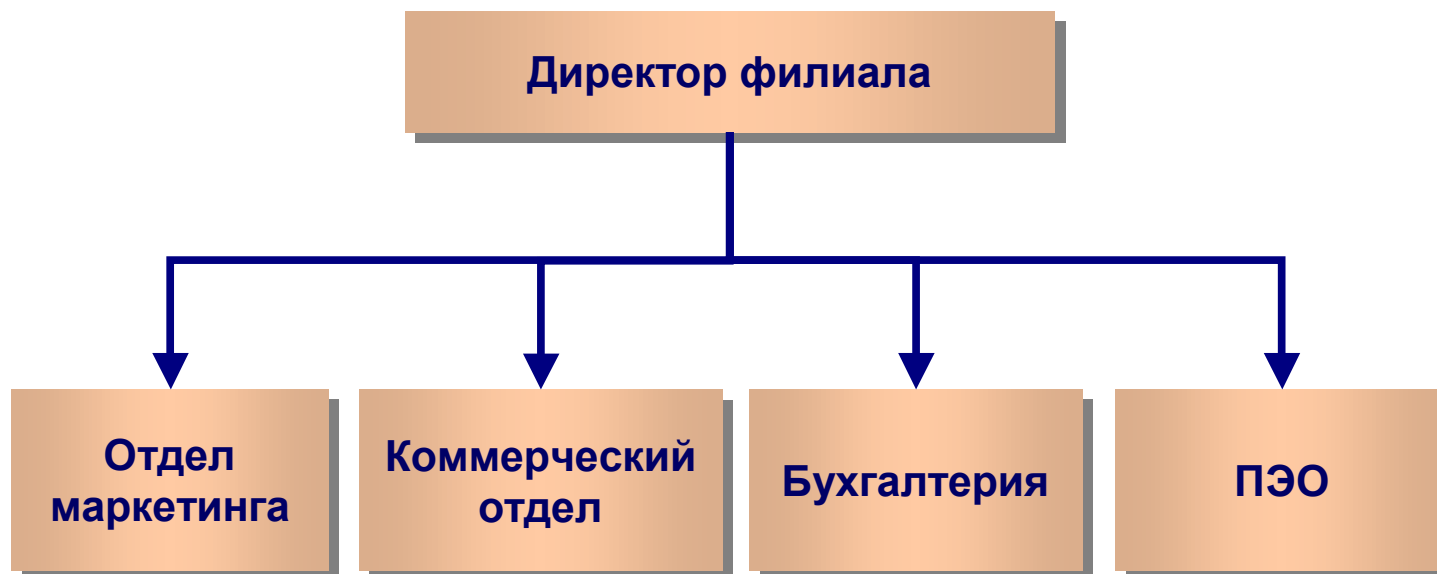 Директор филиала
Отдел
маркетинга
Коммерческий
отдел
Бухгалтерия
ПЭО